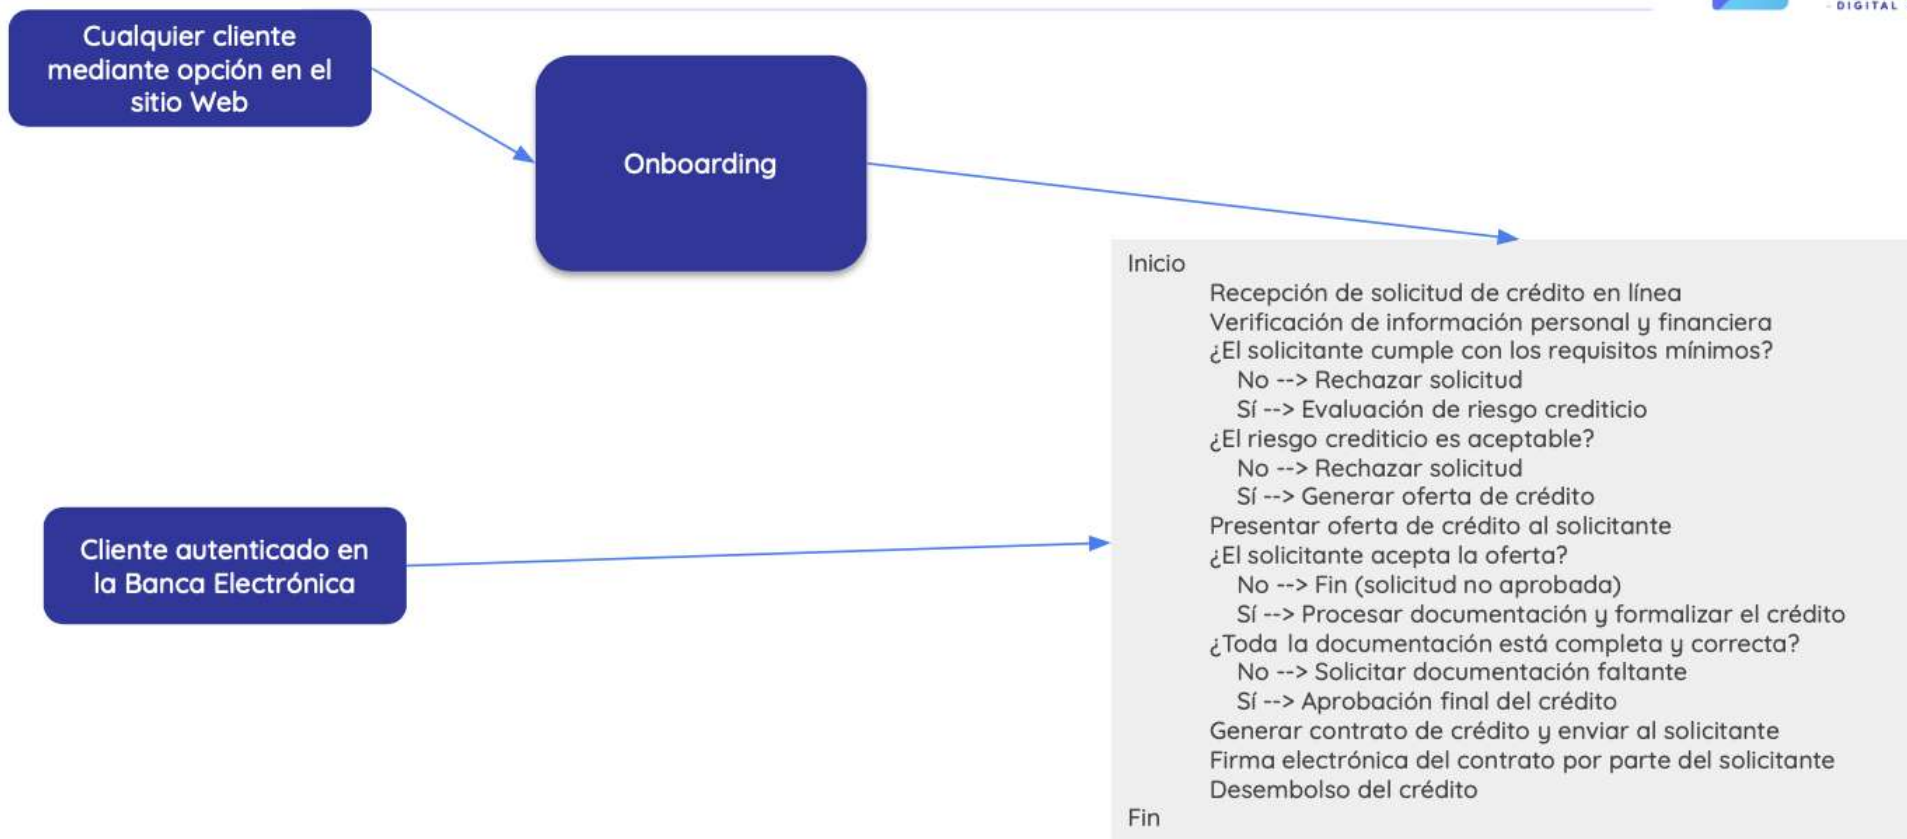 - DIGITAL
Cualquier cliente
mediante opción en el
sitio Web
Onboarding
Cliente autenticado en
la Banca Electrónica
Inicio
Recepción de solicitud de crédito en línea
Verificación de información personal y financiera
¿El solicitante cumple con los requisitos mínimos?
No --> Rechazar solicitud
Sí --> Evaluación de riesgo crediticio
¿El riesgo crediticio es aceptable?
No --> Rechazar solicitud
Sí --> Generar oferta de crédito
Presentar oferta de crédito al solicitante
¿El solicitante acepta la oferta?
No --> Fin (solicitud no aprobada)
Sí --> Procesar documentación y formalizar el crédito
¿Toda la documentación está completa y correcta?
No --> Solicitar documentación faltante
Sí --> Aprobación final del crédito
Generar contrato de crédito y enviar al solicitante
Firma electrónica del contrato por parte del solicitante
Desembolso del crédito
Fin